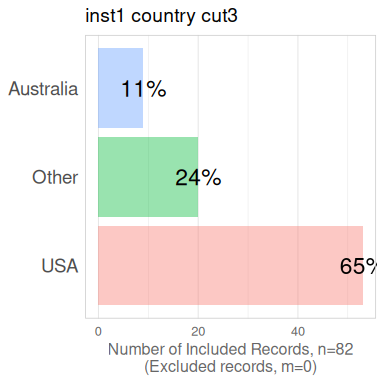 inst1 country cut3
Australia
11%
Other
24%
USA
65%
0
20
40
Number of Included Records, n=82
(Excluded records, m=0)